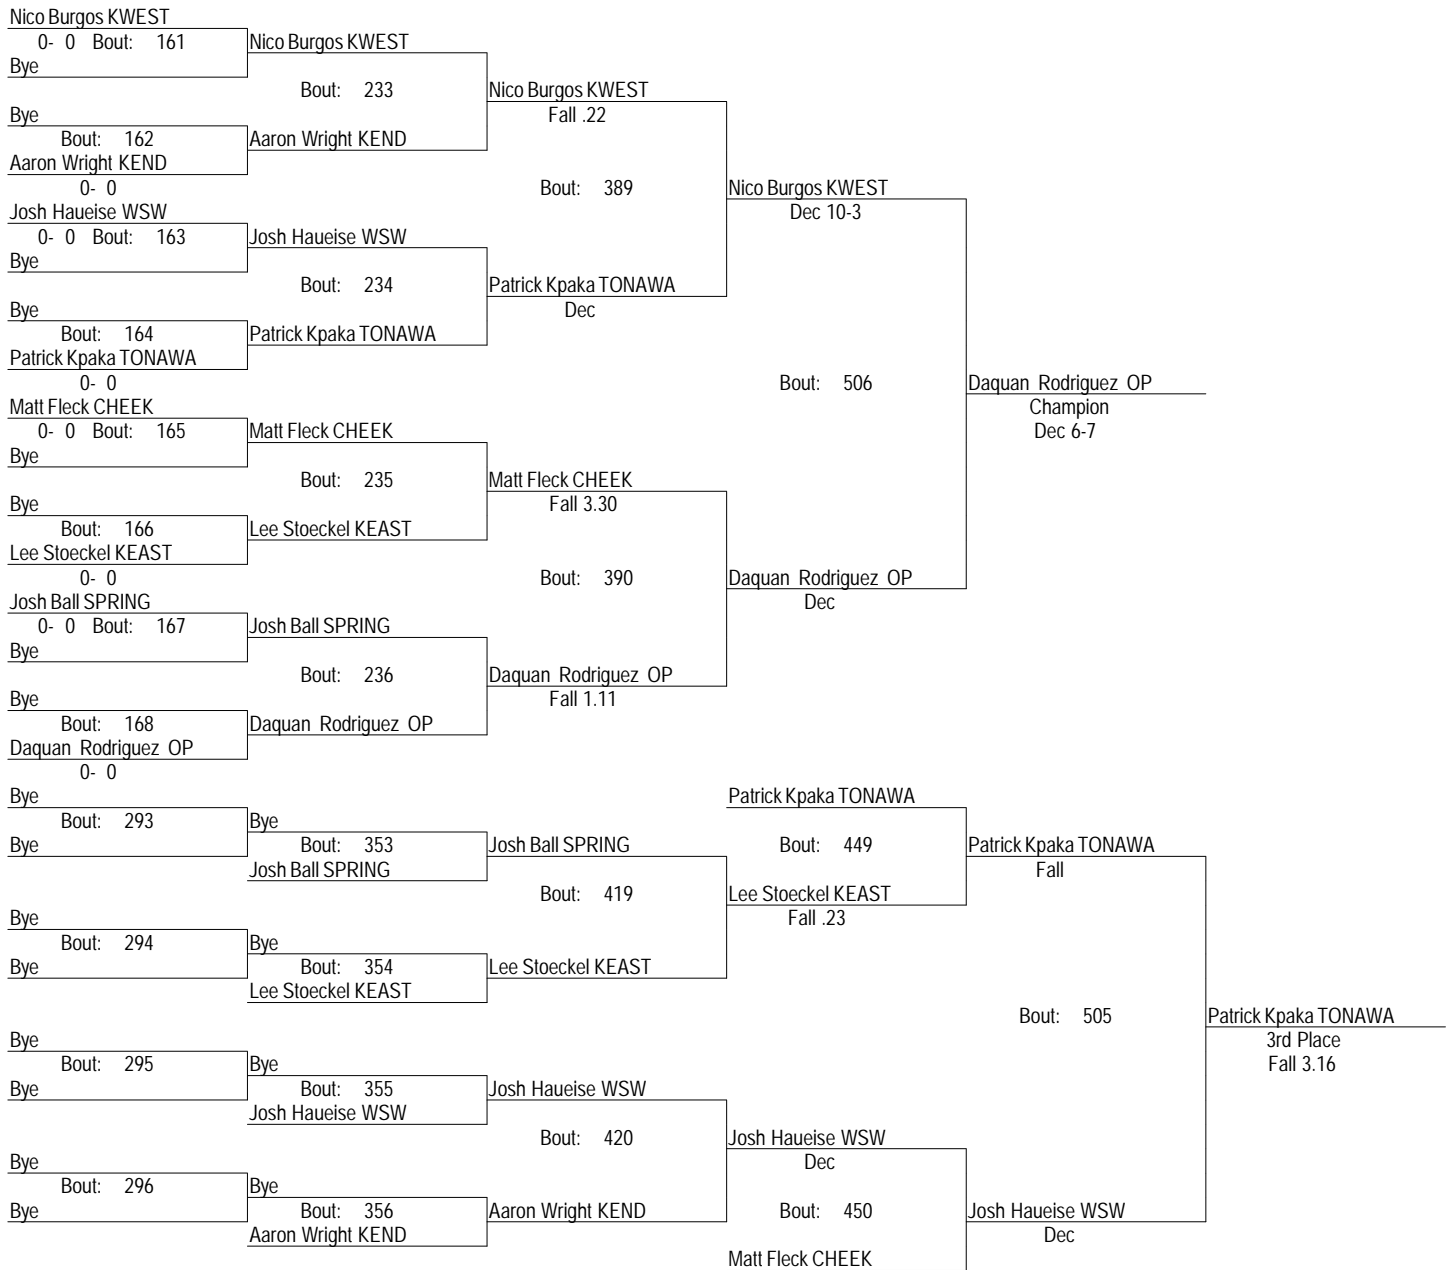 Nico Burgos KWEST
0- 0 Bout: 161 Nico Burgos KWEST
Bye
Bout: 233 Nico Burgos KWEST
Bye Fall .22
Bout: 162 Aaron Wright KEND
Aaron Wright KEND
0- 0 Bout: 389 Nico Burgos KWEST
Josh Haueise WSW Dec 10-3
0- 0 Bout: 163 Josh Haueise WSW
Bye
Bout: 234 Patrick Kpaka TONAWA
Bye Dec
Bout: 164 Patrick Kpaka TONAWA
Patrick Kpaka TONAWA
0- 0 Bout: 506 Daquan Rodriguez OP
Matt Fleck CHEEK Champion
0- 0 Bout: 165 Matt Fleck CHEEK Dec 6-7
Bye
Bout: 235 Matt Fleck CHEEK
Bye Fall 3.30
Bout: 166 Lee Stoeckel KEAST
Lee Stoeckel KEAST
0- 0 Bout: 390 Daquan Rodriguez OP
Josh Ball SPRING Dec
0- 0 Bout: 167 Josh Ball SPRING
Bye
Bout: 236 Daquan Rodriguez OP
Bye Fall 1.11
Bout: 168 Daquan Rodriguez OP
Daquan Rodriguez OP
0- 0
Bye Patrick Kpaka TONAWA
Bout: 293 Bye
Bye Bout: 353 Josh Ball SPRING Bout: 449 Patrick Kpaka TONAWA
Josh Ball SPRING Fall
Bout: 419 Lee Stoeckel KEAST
Bye Fall .23
Bout: 294 Bye
Bye Bout: 354 Lee Stoeckel KEAST
Lee Stoeckel KEAST
Bout: 505 Patrick Kpaka TONAWA
Bye 3rd Place
Bout: 295 Bye Fall 3.16
Bye Bout: 355 Josh Haueise WSW
Josh Haueise WSW
Bout: 420 Josh Haueise WSW
Bye Dec
Bout: 296 Bye
Bye Bout: 356 Aaron Wright KEND Bout: 450 Josh Haueise WSW
Aaron Wright KEND Dec
Matt Fleck CHEEK